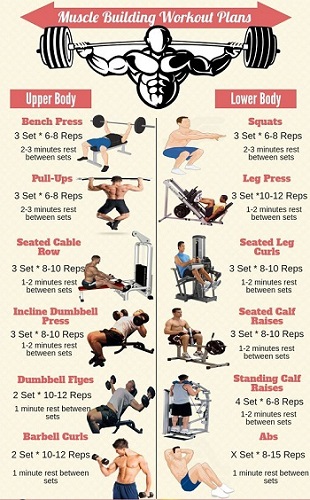 Muscle Building Workout Plans
Upper Body
Bench Press
3 Set * 6-8 Reps
2-3 minutes rest
between sets
Pull-Ups
3 Set * 6-8 Reps
2-3 minutes rest
between sets
Seated Cable
Row
3 Set * 8-10 Reps
1-2 minutes rest
between sets
Incline Dumbbell
Press
3 Set * 8-10 Reps
1-2 minutes rest
between sets
Dumbbell Flyes
2 Set * 10-12 Reps
1 minute rest between
sets
Barbell Curls
2 Set * 10-12 Reps
1 minute rest between
sets
Lower Body
Squats
3 Set * 6-8 Reps
2-3 minutes rest
between sets
Leg Press
3 Set *10-12 Reps
1-2 minutes rest
between sets
Seated Leg
Curls
3 Set * 8-10 Reps
1-2 minutes rest
between sets
Seated Calf
Raises
3 Set * 8-10 Reps
1-2 minutes rest
between sets
Standing Calf
Raises
4 Set * 6-8 Reps
1-2 minutes rest
between sets
Abs
X Set * 8-15 Reps
1 minute rest between
sets